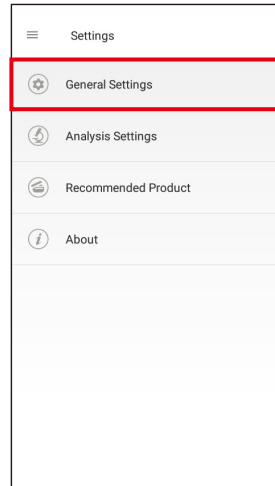 Settings
General Settings
Analysis Settings
Recommended Product
About